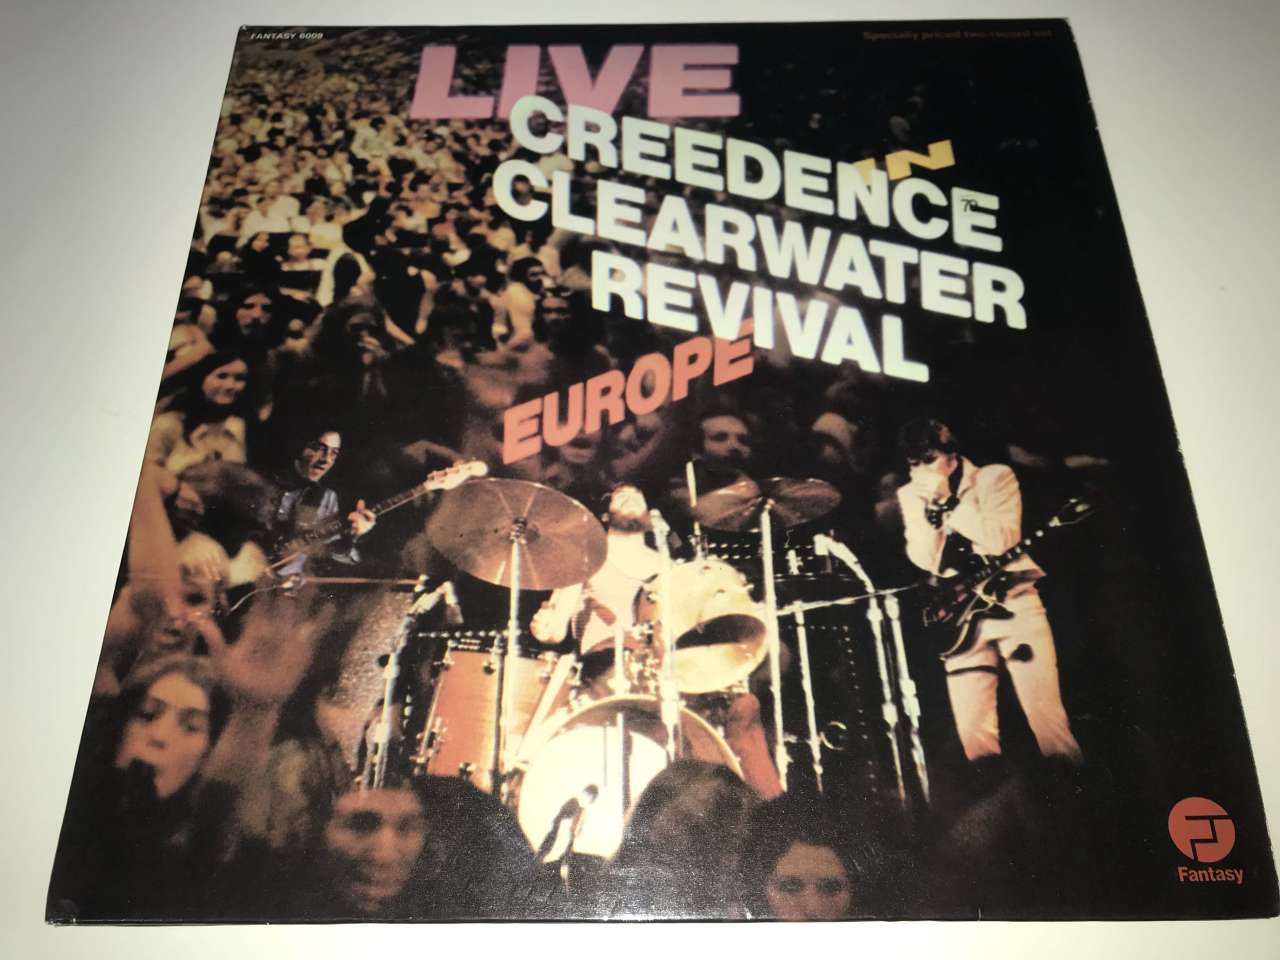 FANTASY 6009
Specially priced two-record set
LIVE
CREEDENCE
IN
CLEARWATER
REVIVAL
EUROPE
Fantasy